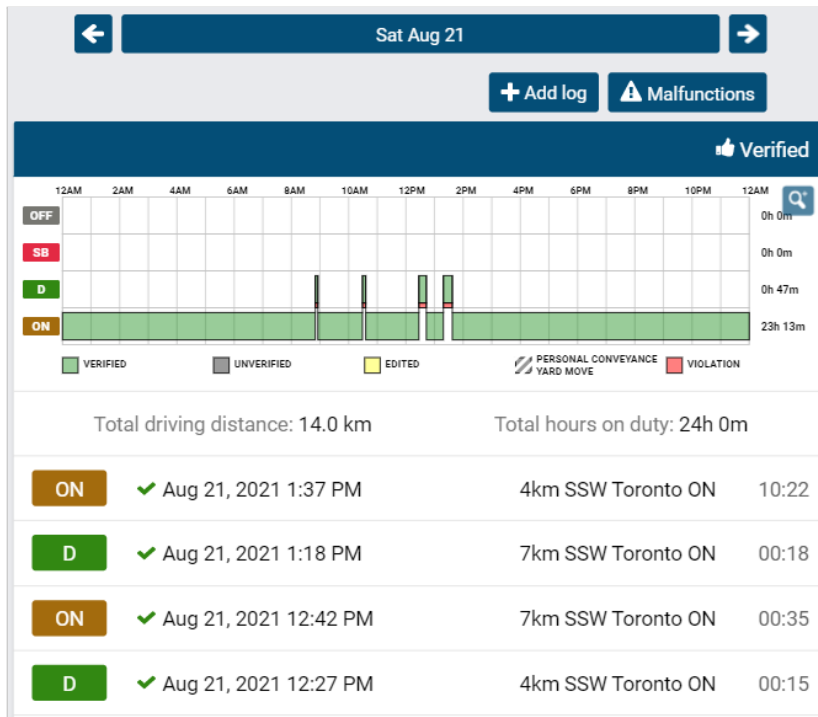 Sat Aug 21
Add log
Malfunctions
Verified
12AM 2AM 4AM 6AM 8AM 10AM 12PM 2PM 4PM 6PM 8PM 10PM 12AM
OFF 0h 0m
SB 0h 0m
D 0h 47m
ON 23h 13m
VERIFIED UNVERIFIED EDITED PERSONAL CONVEYANCE YARD MOVE VIOLATION
Total driving distance: 14.0 km Total hours on duty: 24h 0m
ON Aug 21, 2021 1:37 PM 4km SSW Toronto ON 10:22
D Aug 21, 2021 1:18 PM 7km SSW Toronto ON 00:18
ON Aug 21, 2021 12:42 PM 7km SSW Toronto ON 00:35
D Aug 21, 2021 12:27 PM 4km SSW Toronto ON 00:15